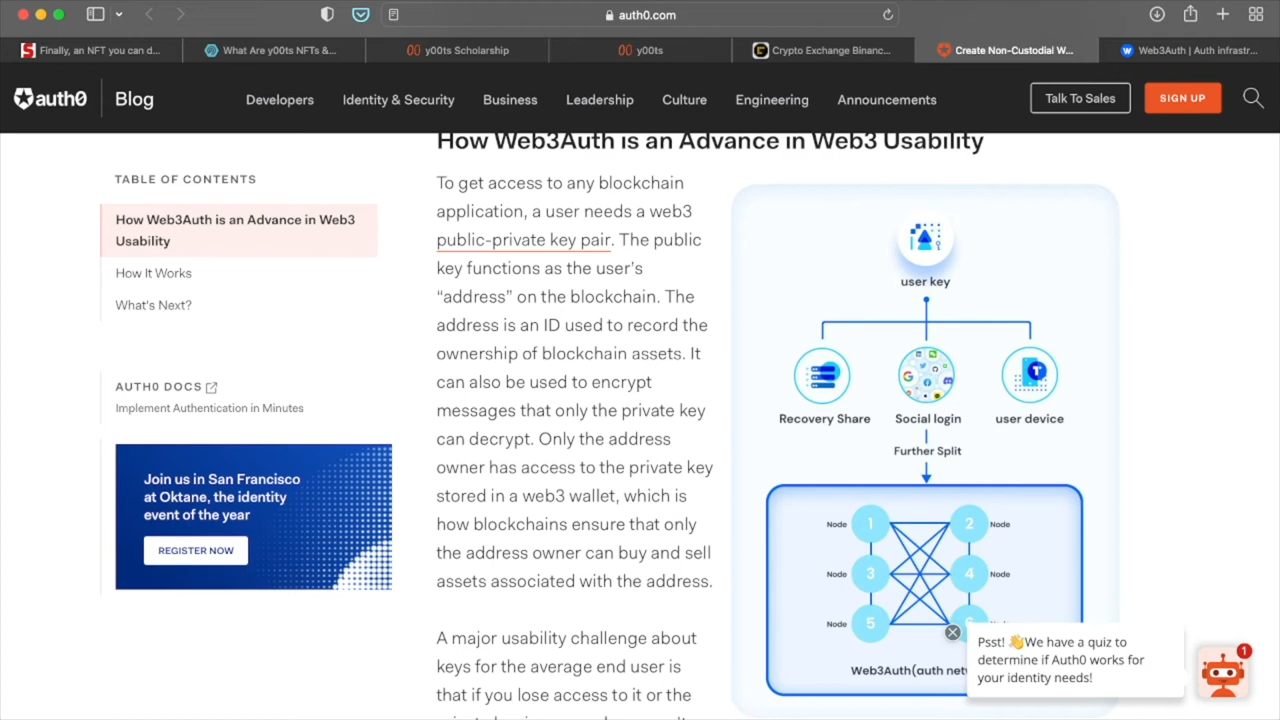 auth0.com
Finally, an NFT you can d...
What Are y00ts NFTs &...
y00ts Scholarship
y00ts
Crypto Exchange Binanc...
Create Non-Custodial W...
Web3Auth | Auth infrastr...
auth0
Blog
Developers
Identity & Security
Business
Leadership
Culture
Engineering
Announcements
Talk To Sales
SIGN UP
TABLE OF CONTENTS
How Web3Auth is an Advance in Web3
Usability
How It Works
What's Next?
AUTH0 DOCS
Implement Authentication in Minutes
Join us in San Francisco
at Oktane, the identity
event of the year
REGISTER NOW
How Web3Auth is an Advance in Web3 Usability
To get access to any blockchain
application, a user needs a web3
public-private key pair. The public
key functions as the user's
“address” on the blockchain. The
address is an ID used to record the
ownership of blockchain assets. It
can also be used to encrypt
messages that only the private key
can decrypt. Only the address
owner has access to the private key
stored in a web3 wallet, which is
how blockchains ensure that only
the address owner can buy and sell
assets associated with the address.
A major usability challenge about
keys for the average end user is
that if you lose access to it or the
user key
Recovery Share
Social login
user device
Further Split
Node 1 2 Node
Node 3 4 Node
Node 5
Web3Auth(auth net
Psst! 👋We have a quiz to
determine if Auth0 works for
your identity needs!
1